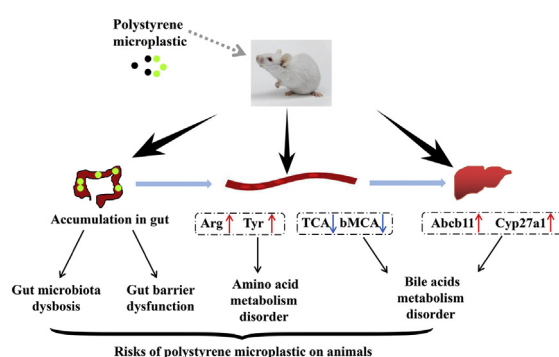 Polystyrene
microplastic
Accumulation in gut
Arg Tyr
TCA bMCA
Abcb11 Cyp27a1
Gut microbiota
dysbosis
Gut barrier
dysfunction
Amino acid
metabolism
disorder
Bile acids
metabolism
disorder
Risks of polystyrene microplastic on animals